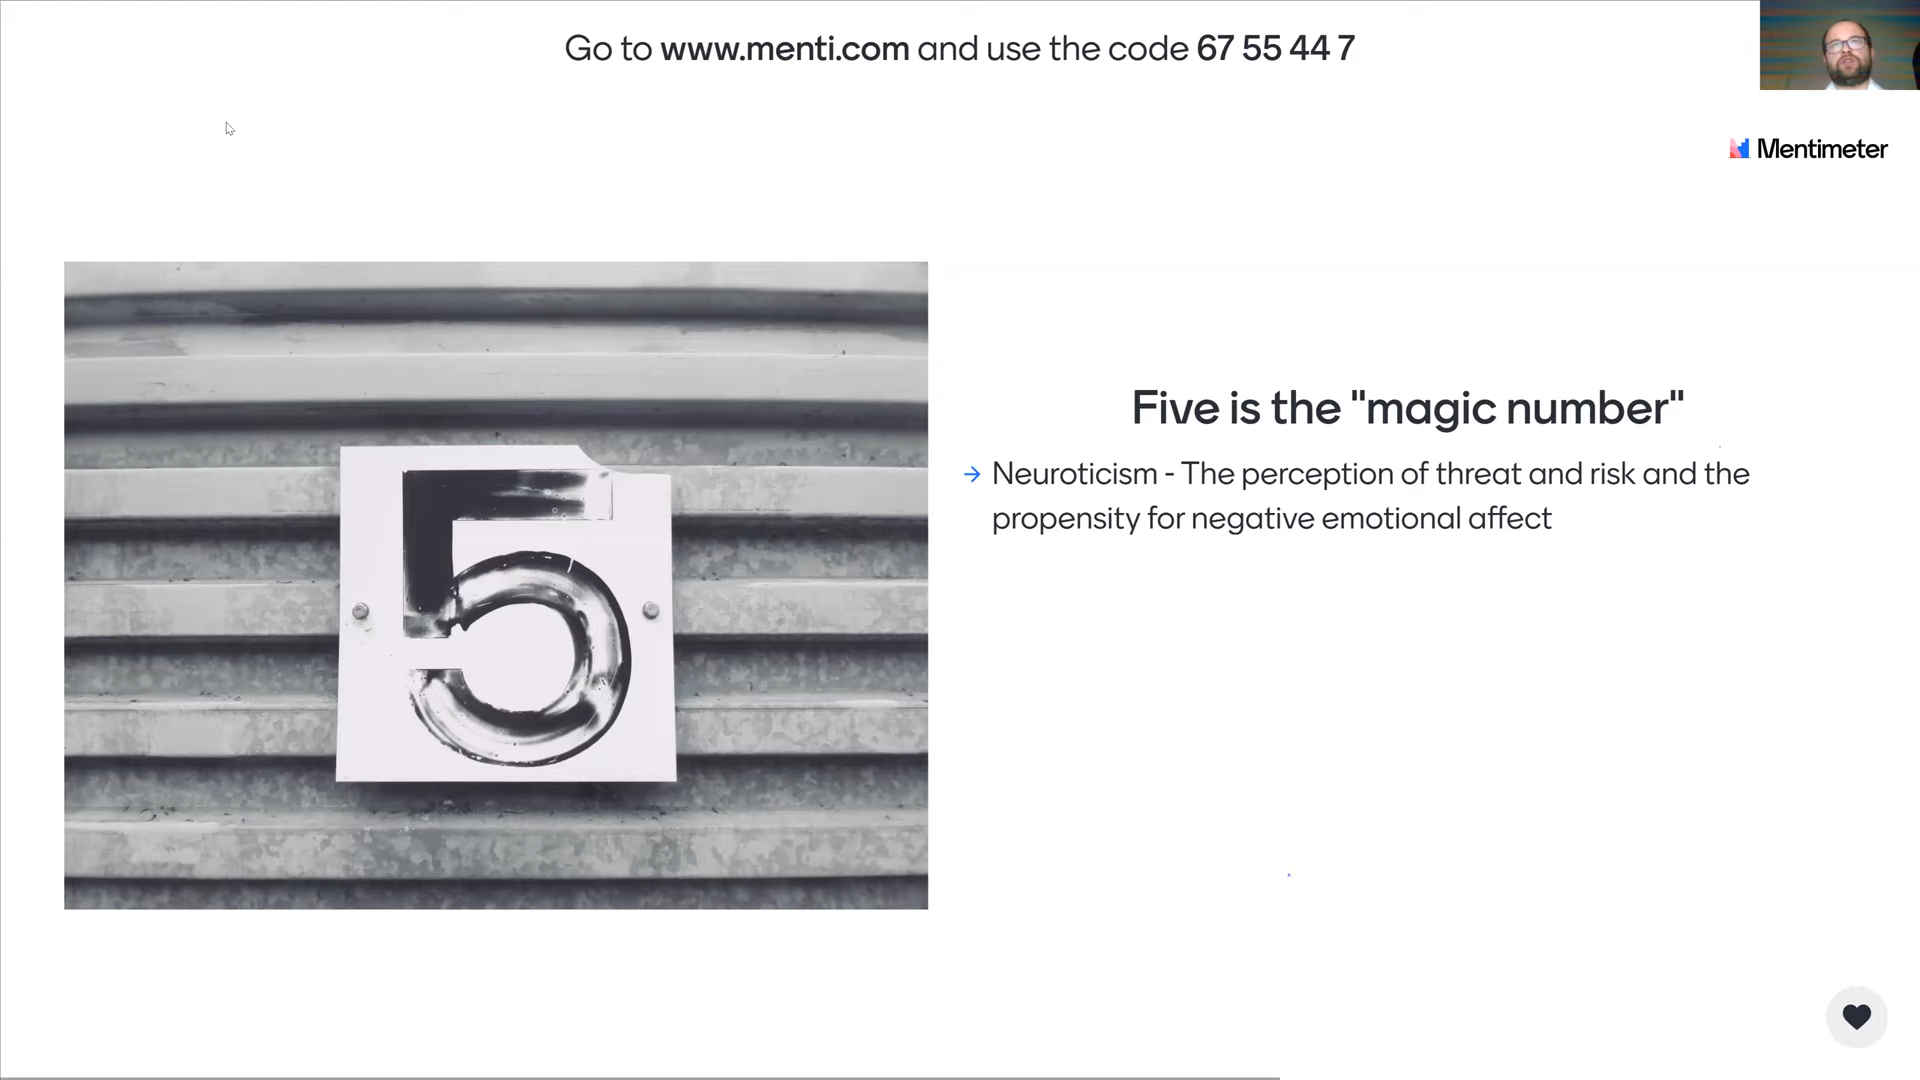 Go to www.menti.com and use the code 67 55 44 7
Mentimeter
5
Five is the "magic number"
Neuroticism - The perception of threat and risk and the
propensity for negative emotional affect